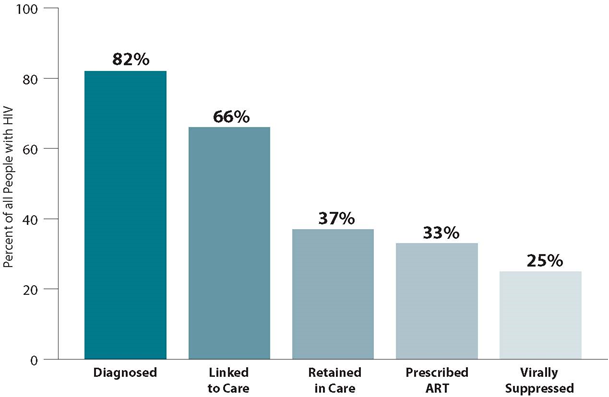 Percent of all People with HIV
100
80
60
40
20
0
82%
66%
37%
33%
25%
Diagnosed
Linked
to Care
Retained
in Care
Prescribed
ART
Virally
Suppressed